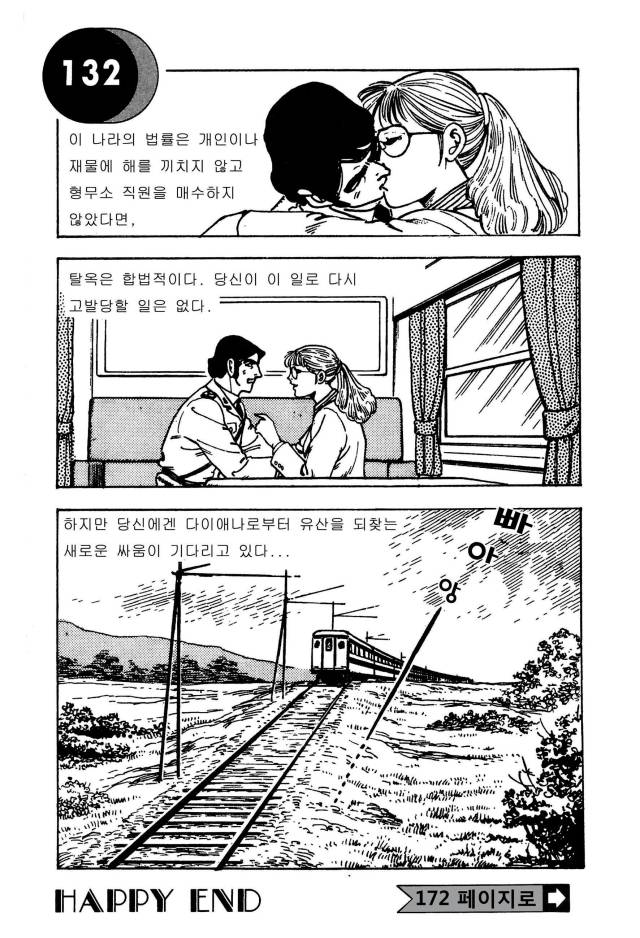 132
이 나라의 법률은 개인이나
재물에 해를 끼치지 않고
형무소 직원을 매수하지
않았다면,
탈옥은 합법적이다. 당신이 이 일로 다시
고발당할 일은 없다.
하지만 당신에겐 다이애나로부터 유산을 되찾는
새로운 싸움이 기다리고 있다...
빠
아
앙
HAPPY END
172 페이지로